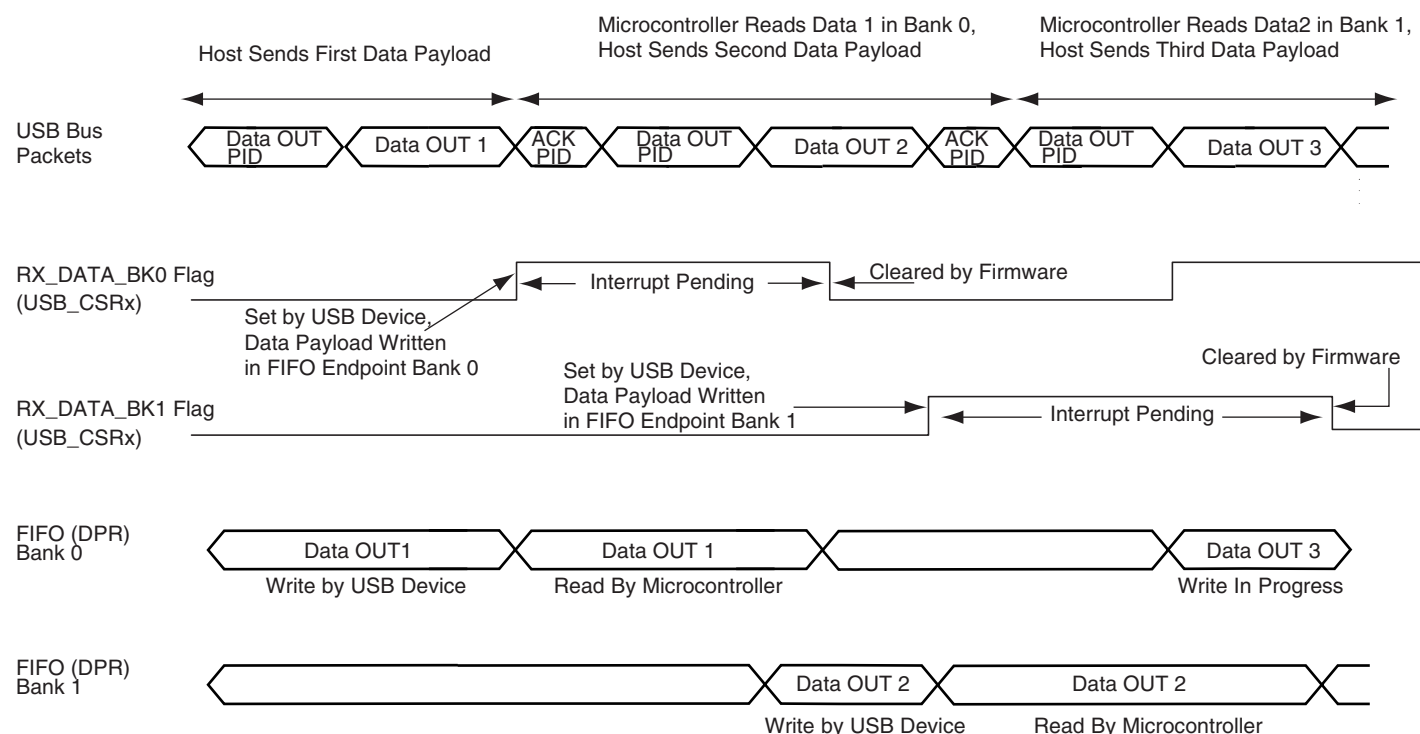 Host Sends First Data Payload
Microcontroller Reads Data 1 in Bank 0,
Host Sends Second Data Payload
Microcontroller Reads Data2 in Bank 1,
Host Sends Third Data Payload
USB Bus
Packets
Data OUT
PID
Data OUT 1
ACK
PID
Data OUT
PID
Data OUT 2
ACK
PID
Data OUT
PID
Data OUT 3
RX_DATA_BK0 Flag
(USB_CSRx)
Interrupt Pending
Cleared by Firmware
Set by USB Device,
Data Payload Written
in FIFO Endpoint Bank 0
RX_DATA_BK1 Flag
(USB_CSRx)
Set by USB Device,
Data Payload Written
in FIFO Endpoint Bank 1
Interrupt Pending
Cleared by Firmware
FIFO (DPR)
Bank 0
Data OUT1
Write by USB Device
Data OUT 1
Read By Microcontroller
Data OUT 3
Write In Progress
FIFO (DPR)
Bank 1
Data OUT 2
Write by USB Device
Data OUT 2
Read By Microcontroller